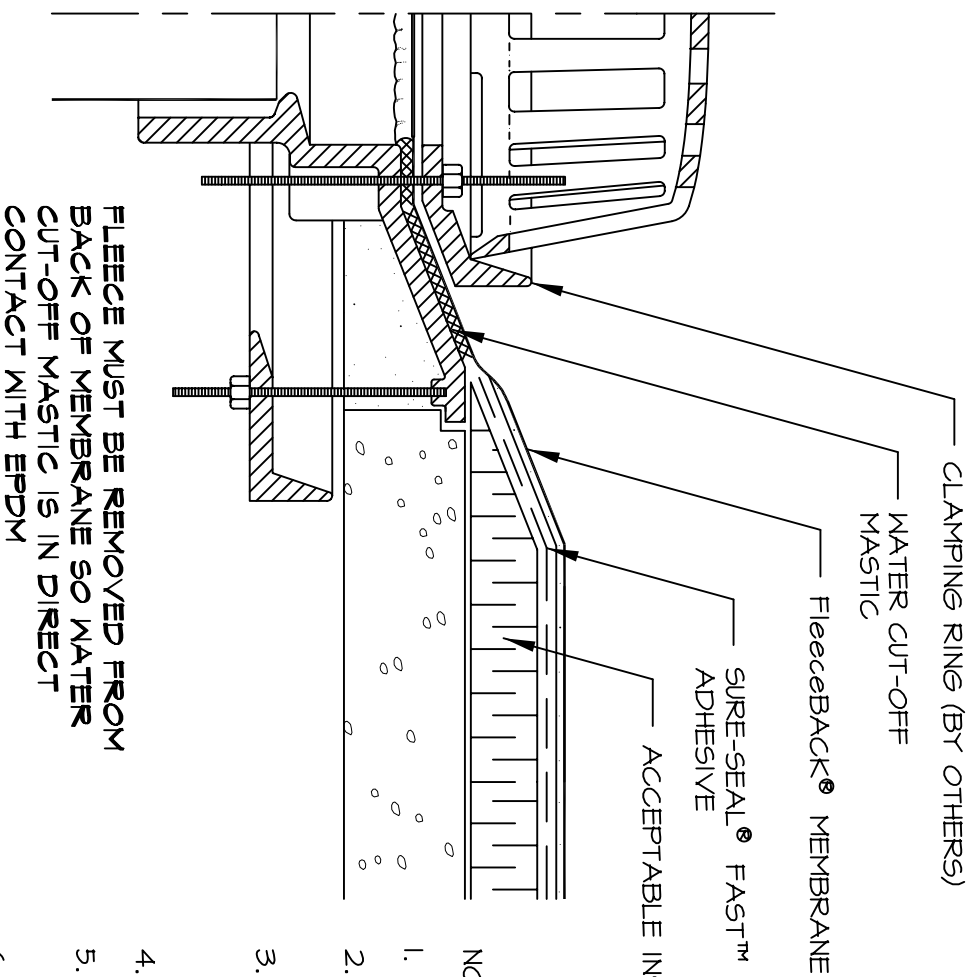 CLAMPING RING (BY OTHERS)
WATER CUT-OFF
MASTIC
FleeceBACK® MEMBRANE
SURE-SEAL® FAST™
ADHESIVE
ACCEPTABLE IN
FLEECE MUST BE REMOVED FROM
BACK OF MEMBRANE SO WATER
CUT-OFF MASTIC IS IN DIRECT
CONTACT WITH EPDM
NO
1.
2.
3.
4.
5.